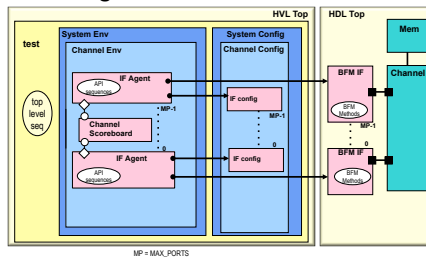 HVL Top
HDL Top
test
System Env
System Config
Mem
Channel Env
Channel Config
IF Agent
API
sequences
BFM IF
Channel
MP-1
IF config
MP-1
BFM
Methods
MP-1
top
level
seq
Channel
Scoreboard
0
0
0
IF Agent
API
sequences
IF config
BFM IF
BFM
Methods
MP = MAX_PORTS